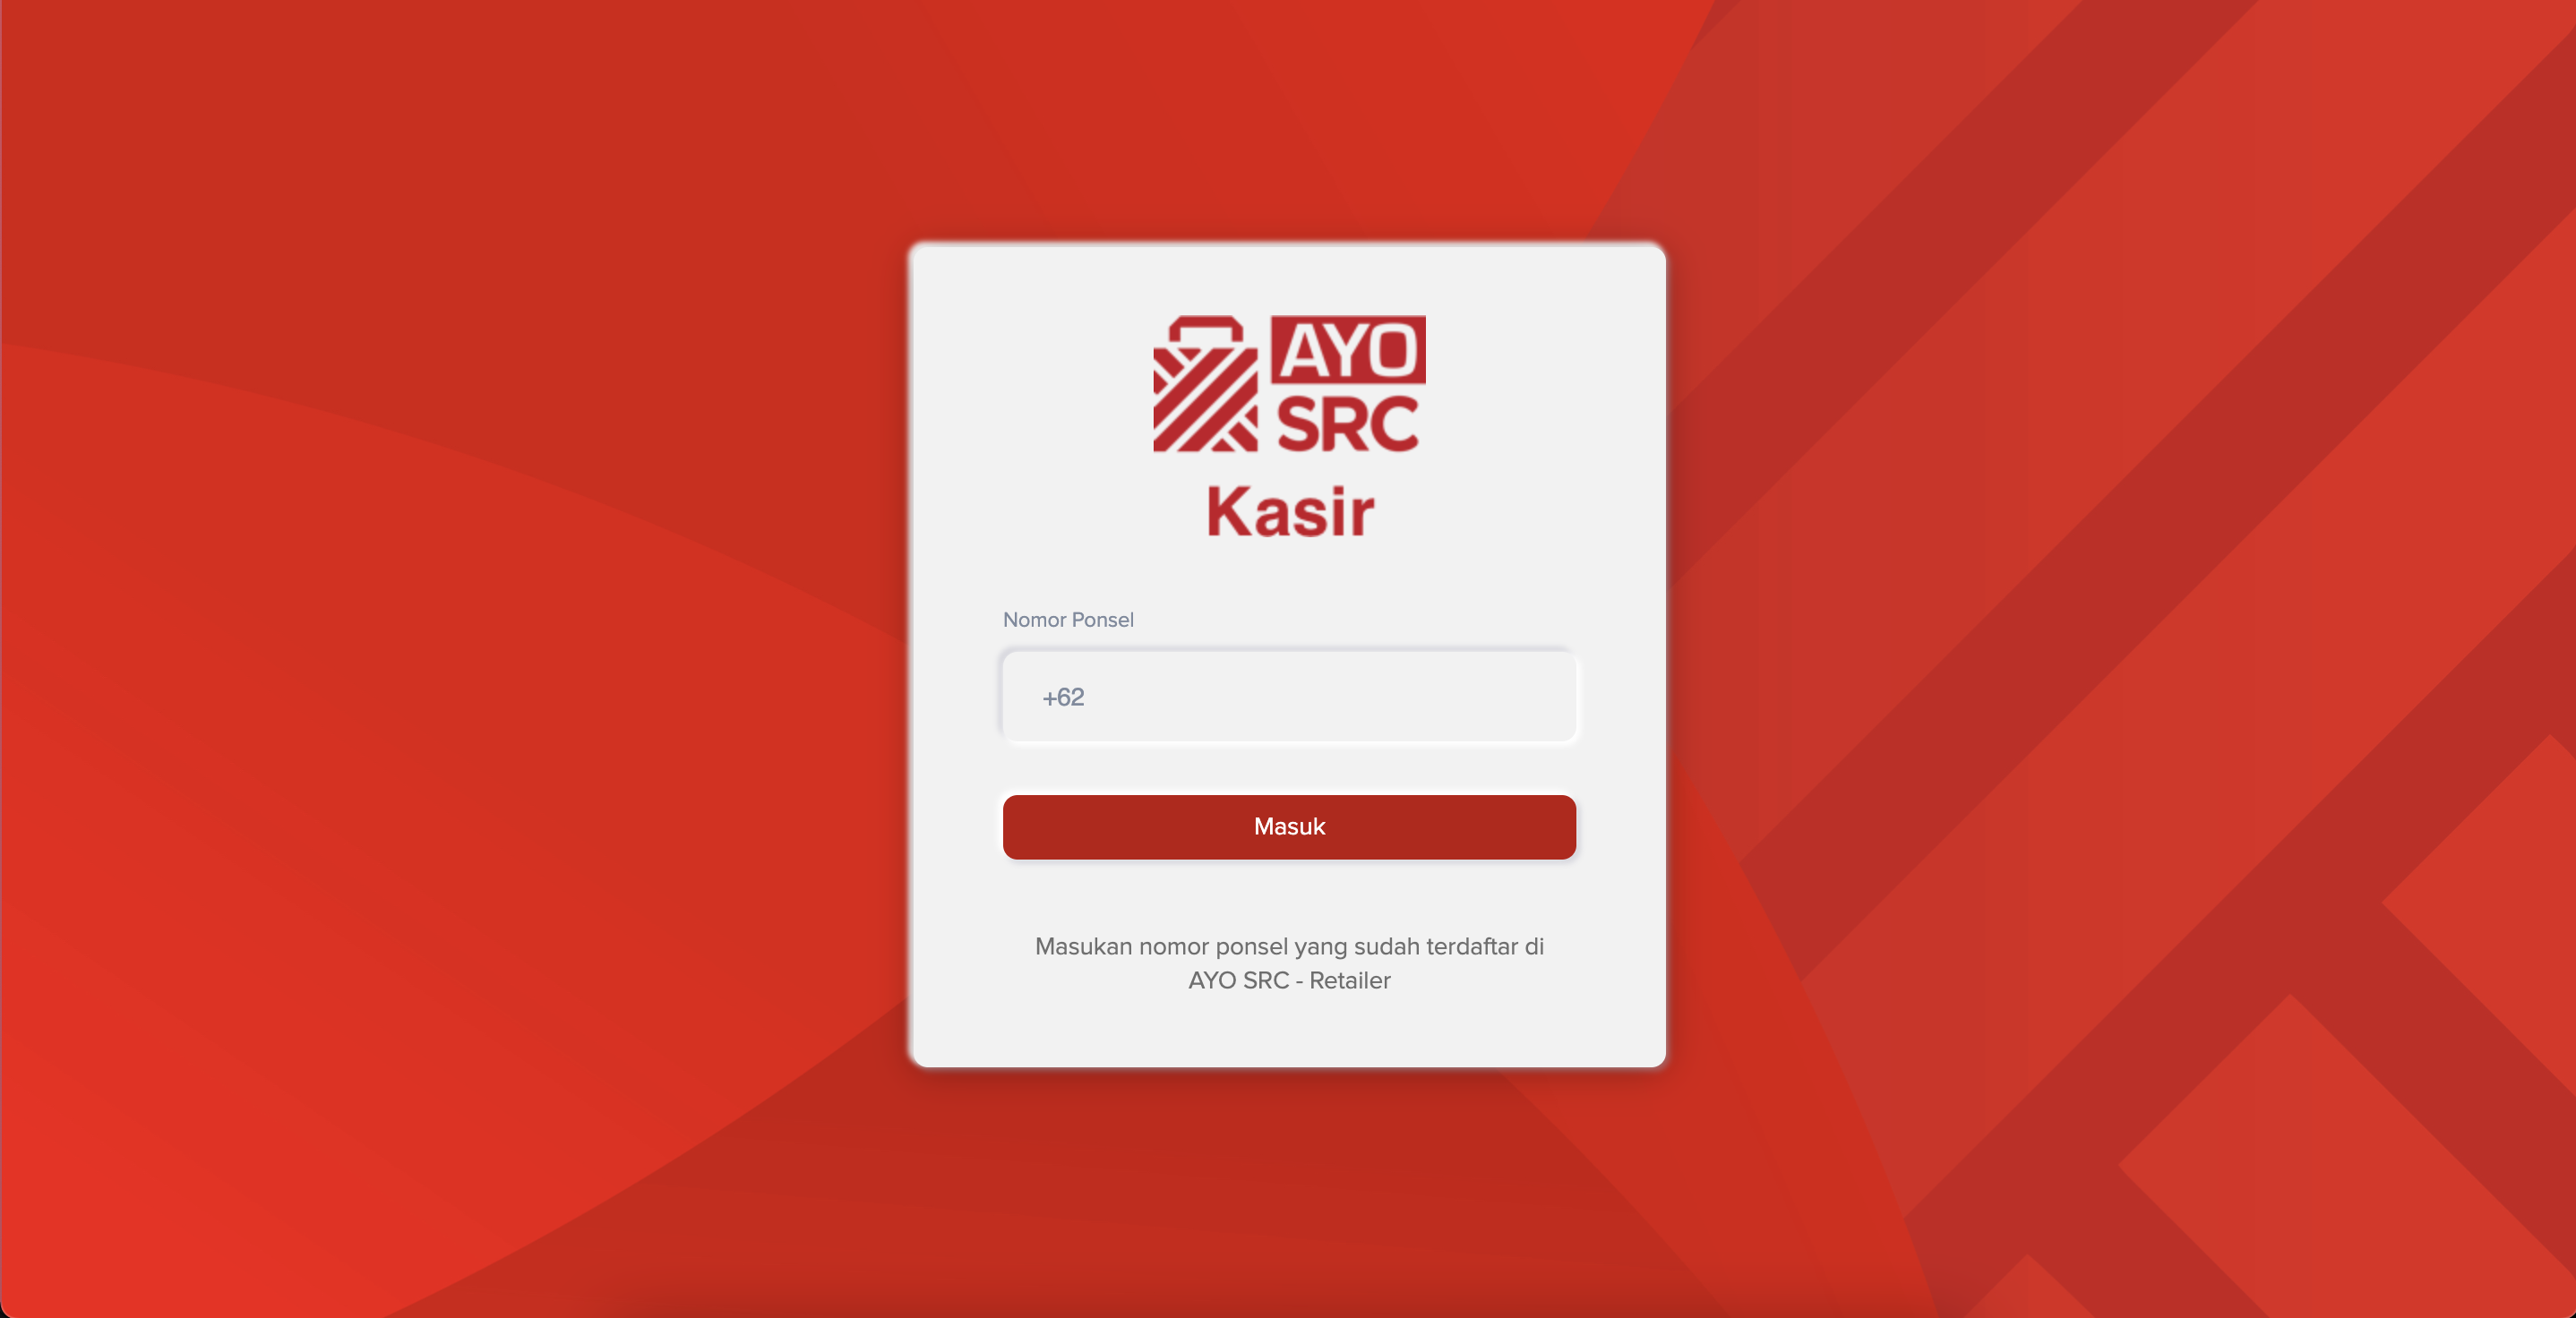 AYO
SRC
Kasir
Nomor Ponsel
+62
Masuk
Masukan nomor ponsel yang sudah terdaftar di
AYO SRC - Retailer